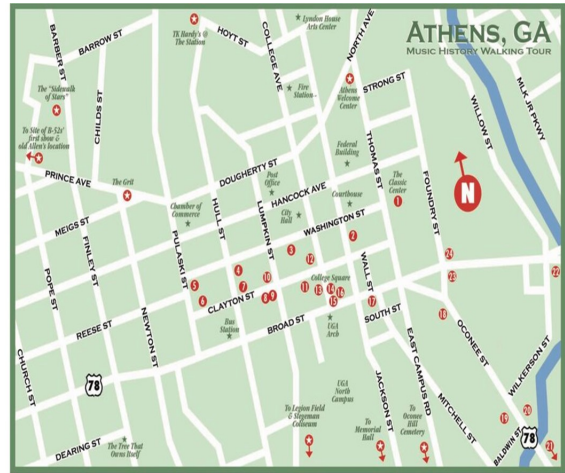 ATHENS, GA
MUSIC HISTORY WALKING TOUR
Lyndon House
Arts Center
TK Hardy's @
The Station
HOYT ST
COLLEGE AVE
NORTH AVE
BARBER ST
BARROW ST
CHILDS ST
The "Sidewalk
of Stars"
Fire
Station
Athens
Welcome
Center
STRONG ST
WILLOW ST
MLK JR PKWY
To Site of B-52s'
first show &
old Allen's location
PRINCE AVE
The Grit
DOUGHERTY ST
Post
Office
Federal
Building
THOMAS ST
The
Classic
Center
1
FOUNDRY ST
N
Chamber of
Commerce
HULL ST
LUMPKIN ST
HANCOCK AVE
City
Hall
Courthouse
WASHINGTON ST
2
MEIGS ST
FINLEY ST
POPE ST
PULASKI ST
3
12
4
10
5
7
6
8
9
CLAYTON ST
College Square
11
13
14
16
15
WALL ST
17
24
23
22
18
REESE ST
NEWTON ST
Bus
Station
BROAD ST
UGA
Arch
SOUTH ST
EAST CAMPUS RD
OCONEE ST
WILKERSON ST
CHURCH ST
78
UGA
North
Campus
JACKSON ST
MITCHELL ST
DEARING ST
The Tree That
Owns Itself
To Legion Field
& Stegeman
Coliseum
To
Memorial
Hall
To
Oconee
Hill
Cemetery
19
20
BALDWIN ST
78
21